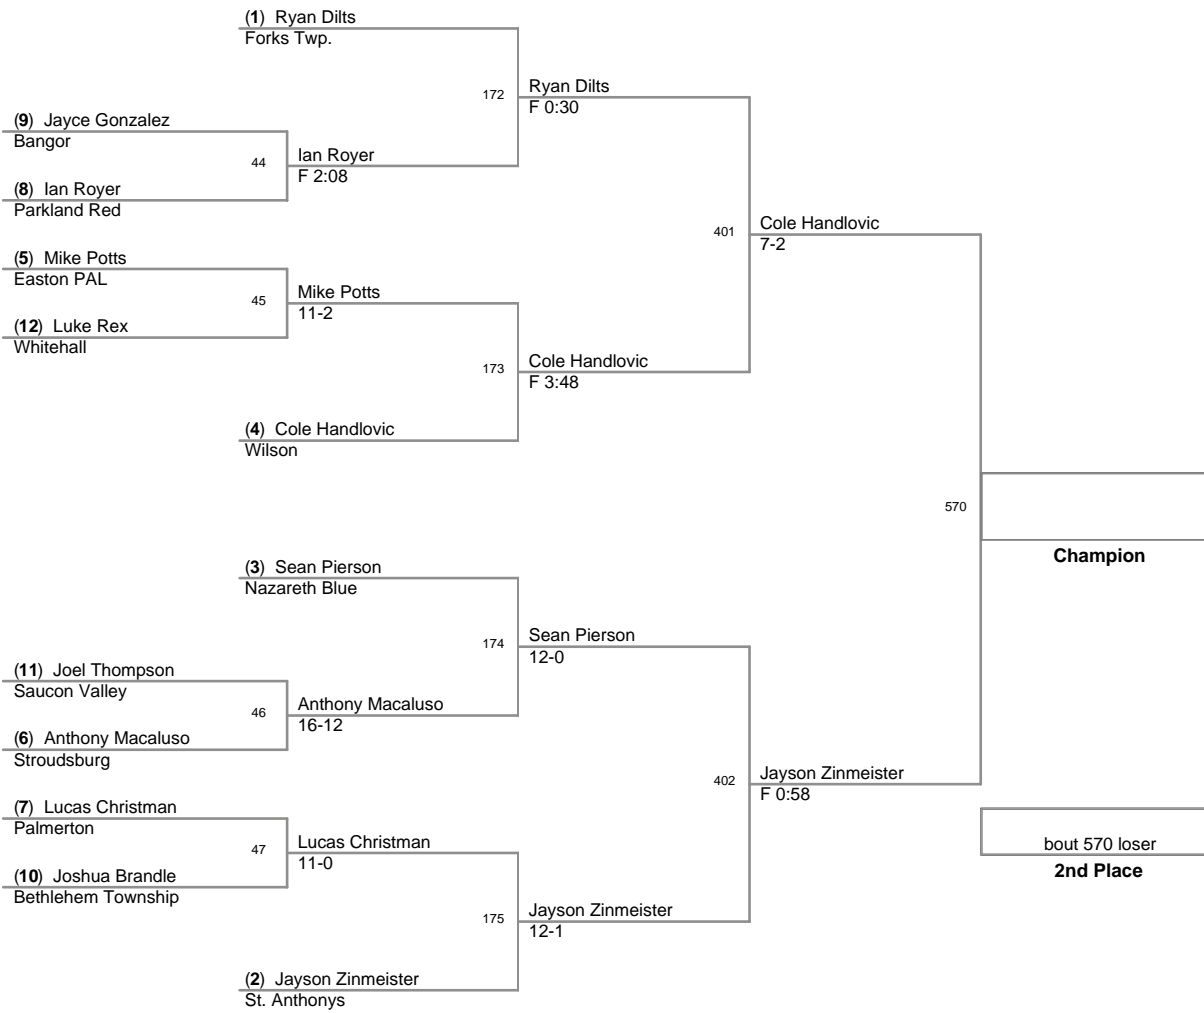 (1) Ryan Dilts
Forks Twp.
172
Ryan Dilts
F 0:30
(9) Jayce Gonzalez
Bangor
44
Ian Royer
F 2:08
(8) Ian Royer
Parkland Red
401
Cole Handlovic
7-2
(5) Mike Potts
Easton PAL
45
Mike Potts
11-2
(12) Luke Rex
Whitehall
173
Cole Handlovic
F 3:48
(4) Cole Handlovic
Wilson
570
Champion
(3) Sean Pierson
Nazareth Blue
174
Sean Pierson
12-0
(11) Joel Thompson
Saucon Valley
46
Anthony Macaluso
16-12
(6) Anthony Macaluso
Stroudsburg
402
Jayson Zinmeister
F 0:58
(7) Lucas Christman
Palmerton
47
Lucas Christman
11-0
(10) Joshua Brandle
Bethlehem Township
bout 570 loser
2nd Place
175
Jayson Zinmeister
12-1
(2) Jayson Zinmeister
St. Anthonys